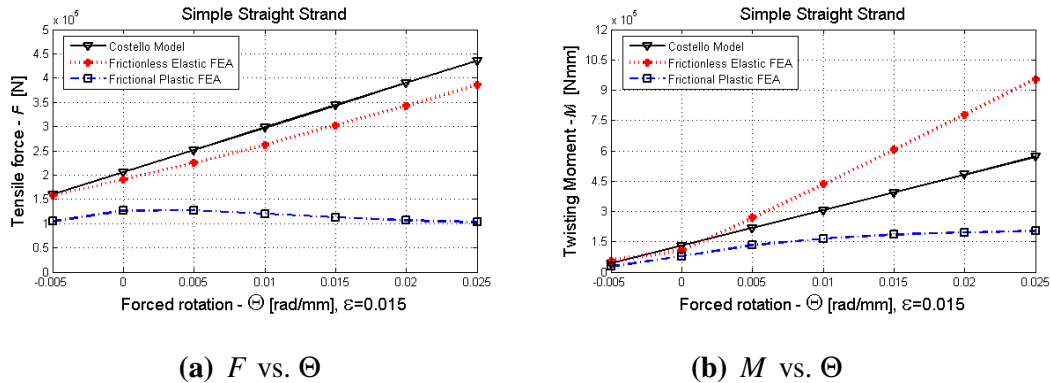 Simple Straight Strand
x 10⁵
5
4.5
4
3.5
3
2.5
2
1.5
1
0.5
0
Tensile force - F [N]
Costello Model
Frictionless Elastic FEA
Frictional Plastic FEA
-0.005 0 0.005 0.01 0.015 0.02 0.025
Forced rotation - Θ [rad/mm], ε=0.015
(a) F vs. Θ
Simple Straight Strand
x 10⁵
12
10.5
9
7.5
6
4.5
3
1.5
0
Twisting Moment -M [Nmm]
Costello Model
Frictionless Elastic FEA
Frictional Plastic FEA
-0.005 0 0.005 0.01 0.015 0.02 0.025
Forced rotation - Θ [rad/mm], ε=0.015
(b) M vs. Θ